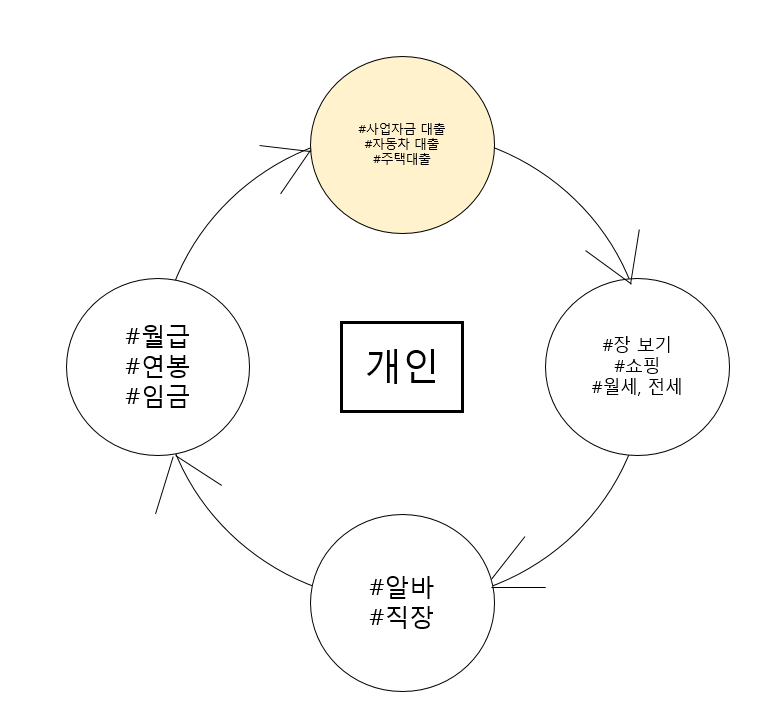 #사업자금 대출
#자동차 대출
#주택대출
#월급
#연봉
#임금
개인
#장 보기
#쇼핑
#월세, 전세
#알바
#직장